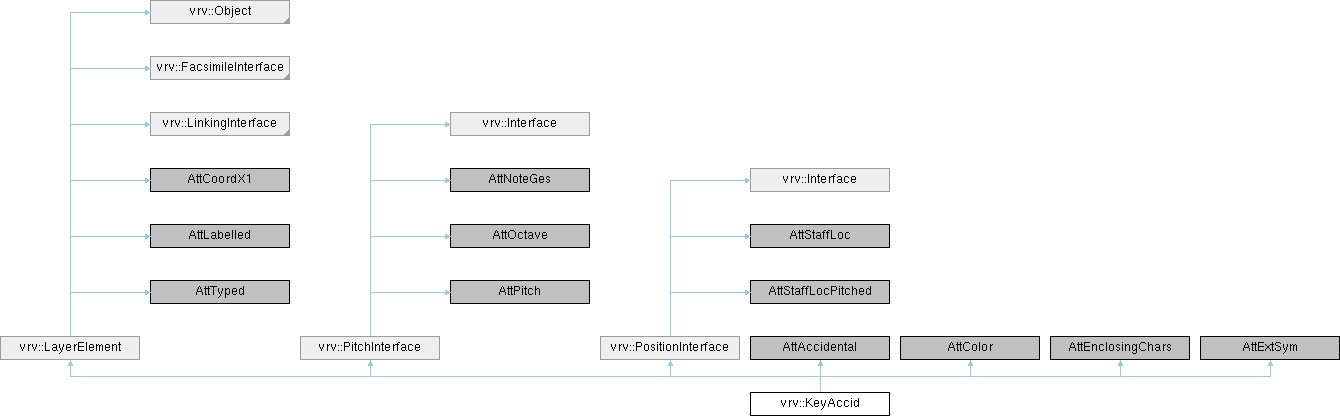 vrv::Object
vrv::FacsimileInterface
vrv::LinkingInterface
vrv::Interface
AttCoordX1
AttNoteGes
vrv::Interface
AttLabelled
AttOctave
AttStaffLoc
AttTyped
AttPitch
AttStaffLocPitched
vrv::LayerElement
vrv::PitchInterface
vrv::PositionInterface
AttAccidental
AttColor
AttEnclosingChars
AttExtSym
vrv::KeyAccid